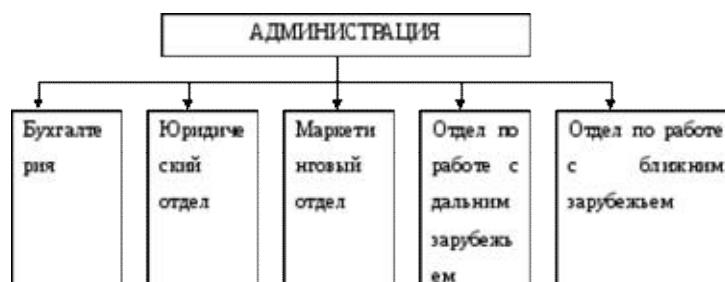 АДМИНИСТРАЦИЯ
Бухгалте
рия
Юридиче
ский
отдел
Маркети
нговый
отдел
Отдел по
работе с
дальним
зарубежь
ем
Отдел по работе
с ближним
зарубежьем